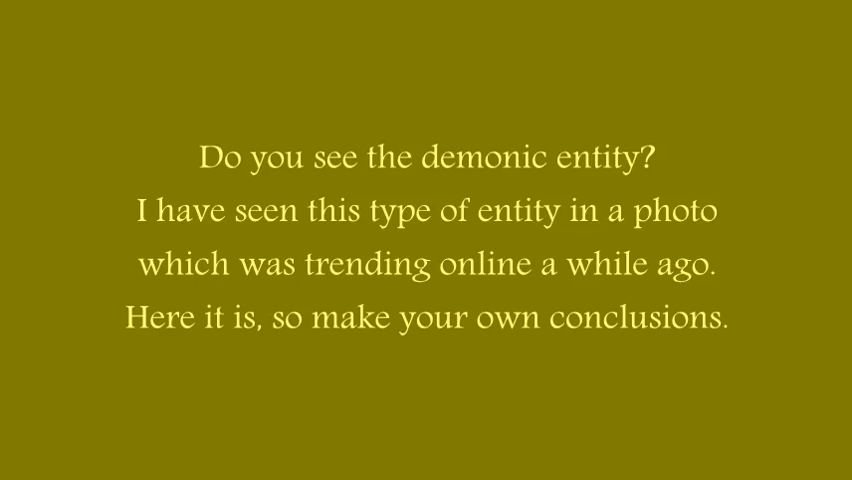 Do you see the demonic entity?
I have seen this type of entity in a photo
which was trending online a while ago.
Here it is, so make your own conclusions.